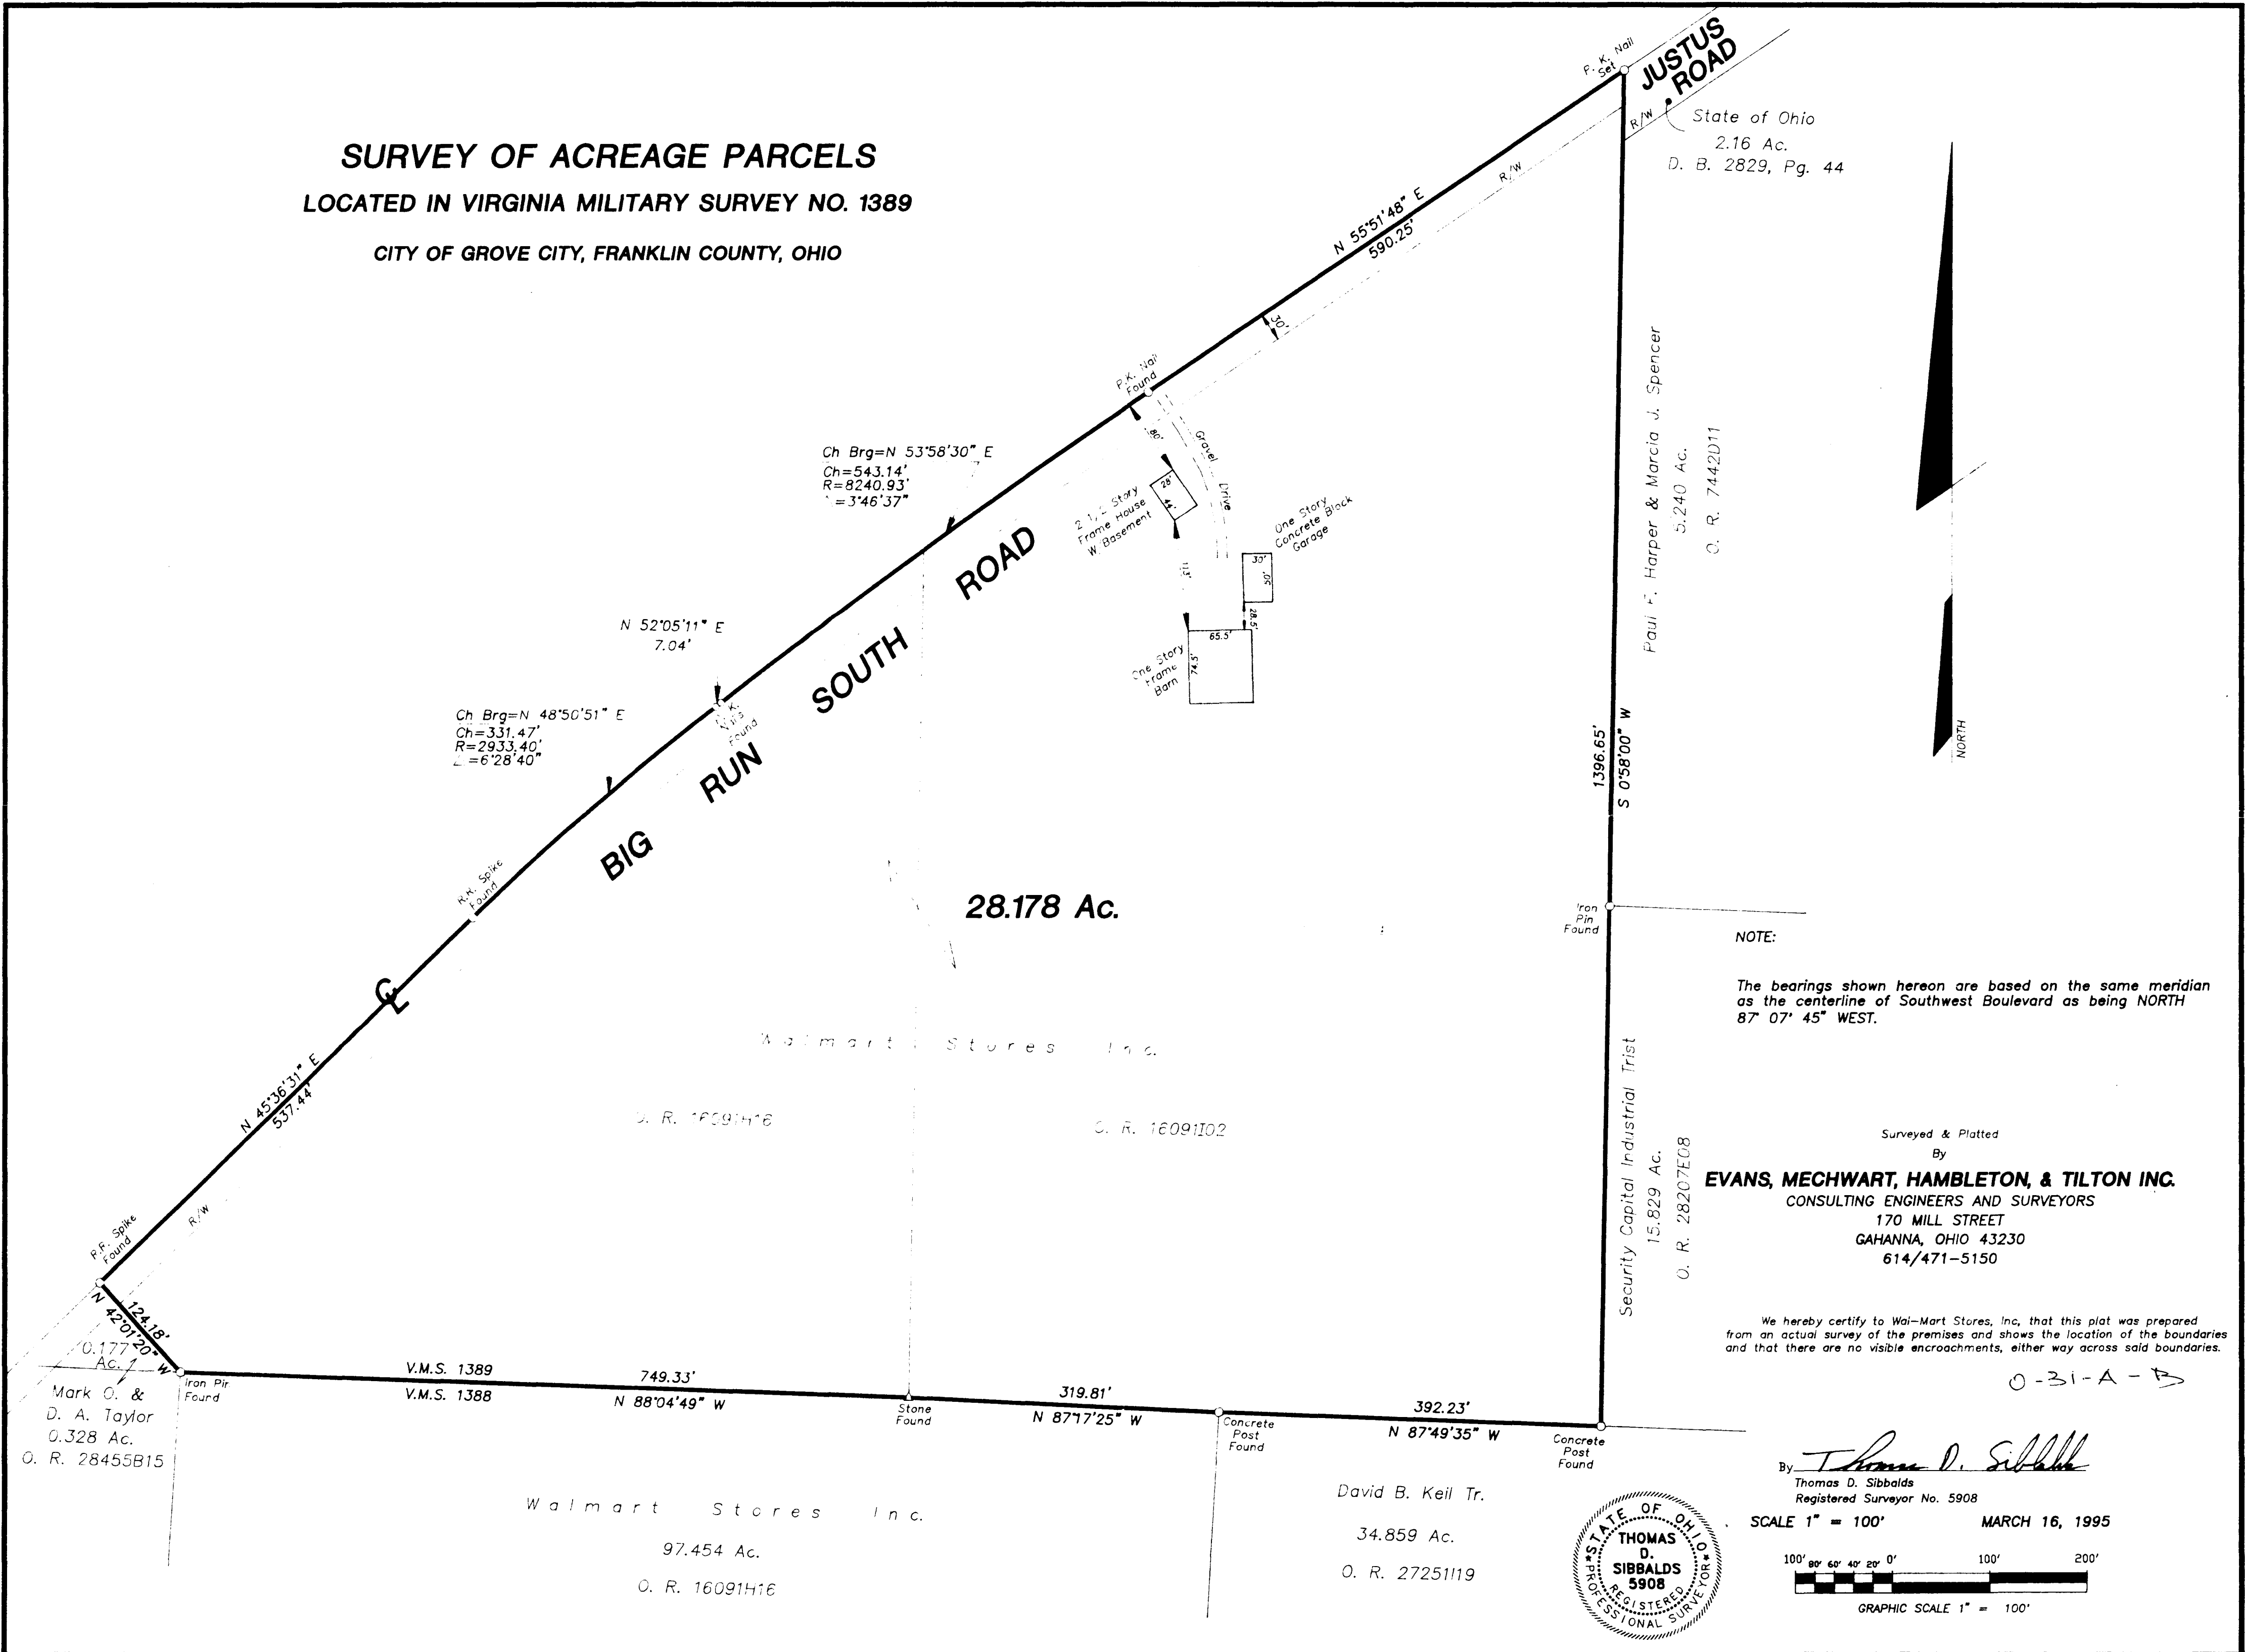 SURVEY OF ACREAGE PARCELS
LOCATED IN VIRGINIA MILITARY SURVEY NO. 1389
CITY OF GROVE CITY, FRANKLIN COUNTY, OHIO
P. K. Nail
Set
JUSTUS
ROAD
R/W
State of Ohio
2.16 Ac.
D. B. 2829, Pg. 44
R/W
N 55°51'48" E
590.25'
30'
P.K. Nail
Found
Ch Brg=N 53°58'30" E
Ch=543.14'
R=8240.93'
=3°46'37"
80'
Gravel Drive
28'
44'
Story
Frame House
W. Basement
One Story
Concrete Block
Garage
30'
50'
113'
28.5'
65.5'
74.5'
One Story
Frame
Barn
N 52°05'11" E
7.04'
Found
Ch Brg=N 48°50'51" E
Ch=331.47'
R=2933.40'
=6°28'40"
BIG RUN SOUTH ROAD
R.R. Spike
Found
28.178 Ac.
Paul F. Harper & Marcia J. Spencer
5.240 Ac.
O. R. 7442D11
1396.65'
S 0°58'00" W
NORTH
Iron
Pin
Found
NOTE:
The bearings shown hereon are based on the same meridian
as the centerline of Southwest Boulevard as being NORTH
87° 07' 45" WEST.
CL
Walmart Stores Inc.
O. R. 16091H16
O. R. 16091I02
N 45°36'31" E
537.44'
R/W
R.R. Spike
Found
Security Capital Industrial Trist
15.829 Ac.
O. R. 28207E08
Surveyed & Platted
By
EVANS, MECHWART, HAMBLETON, & TILTON INC.
CONSULTING ENGINEERS AND SURVEYORS
170 MILL STREET
GAHANNA, OHIO 43230
614/471-5150
124.18'
N 42°01'20" W
0.177
Ac.
Iron Pin
Found
Mark O. &
D. A. Taylor
0.328 Ac.
O. R. 28455B15
V.M.S. 1389
V.M.S. 1388
749.33'
N 88°04'49" W
Stone
Found
319.81'
N 87°17'25" W
Concrete
Post
Found
392.23'
N 87°49'35" W
Concrete
Post
Found
Walmart Stores Inc.
97.454 Ac.
O. R. 16091H16
David B. Keil Tr.
34.859 Ac.
O. R. 27251I19
We hereby certify to Wal-Mart Stores, Inc, that this plat was prepared
from an actual survey of the premises and shows the location of the boundaries
and that there are no visible encroachments, either way across said boundaries.
O-31-A-B
By Thomas D. Sibbalds
Thomas D. Sibbalds
Registered Surveyor No. 5908
SCALE 1" = 100' MARCH 16, 1995
100' 80' 60' 40' 20' 0' 100' 200'
GRAPHIC SCALE 1" = 100'
STATE OF OHIO
THOMAS
D.
SIBBALDS
5908
REGISTERED
PROFESSIONAL SURVEYOR